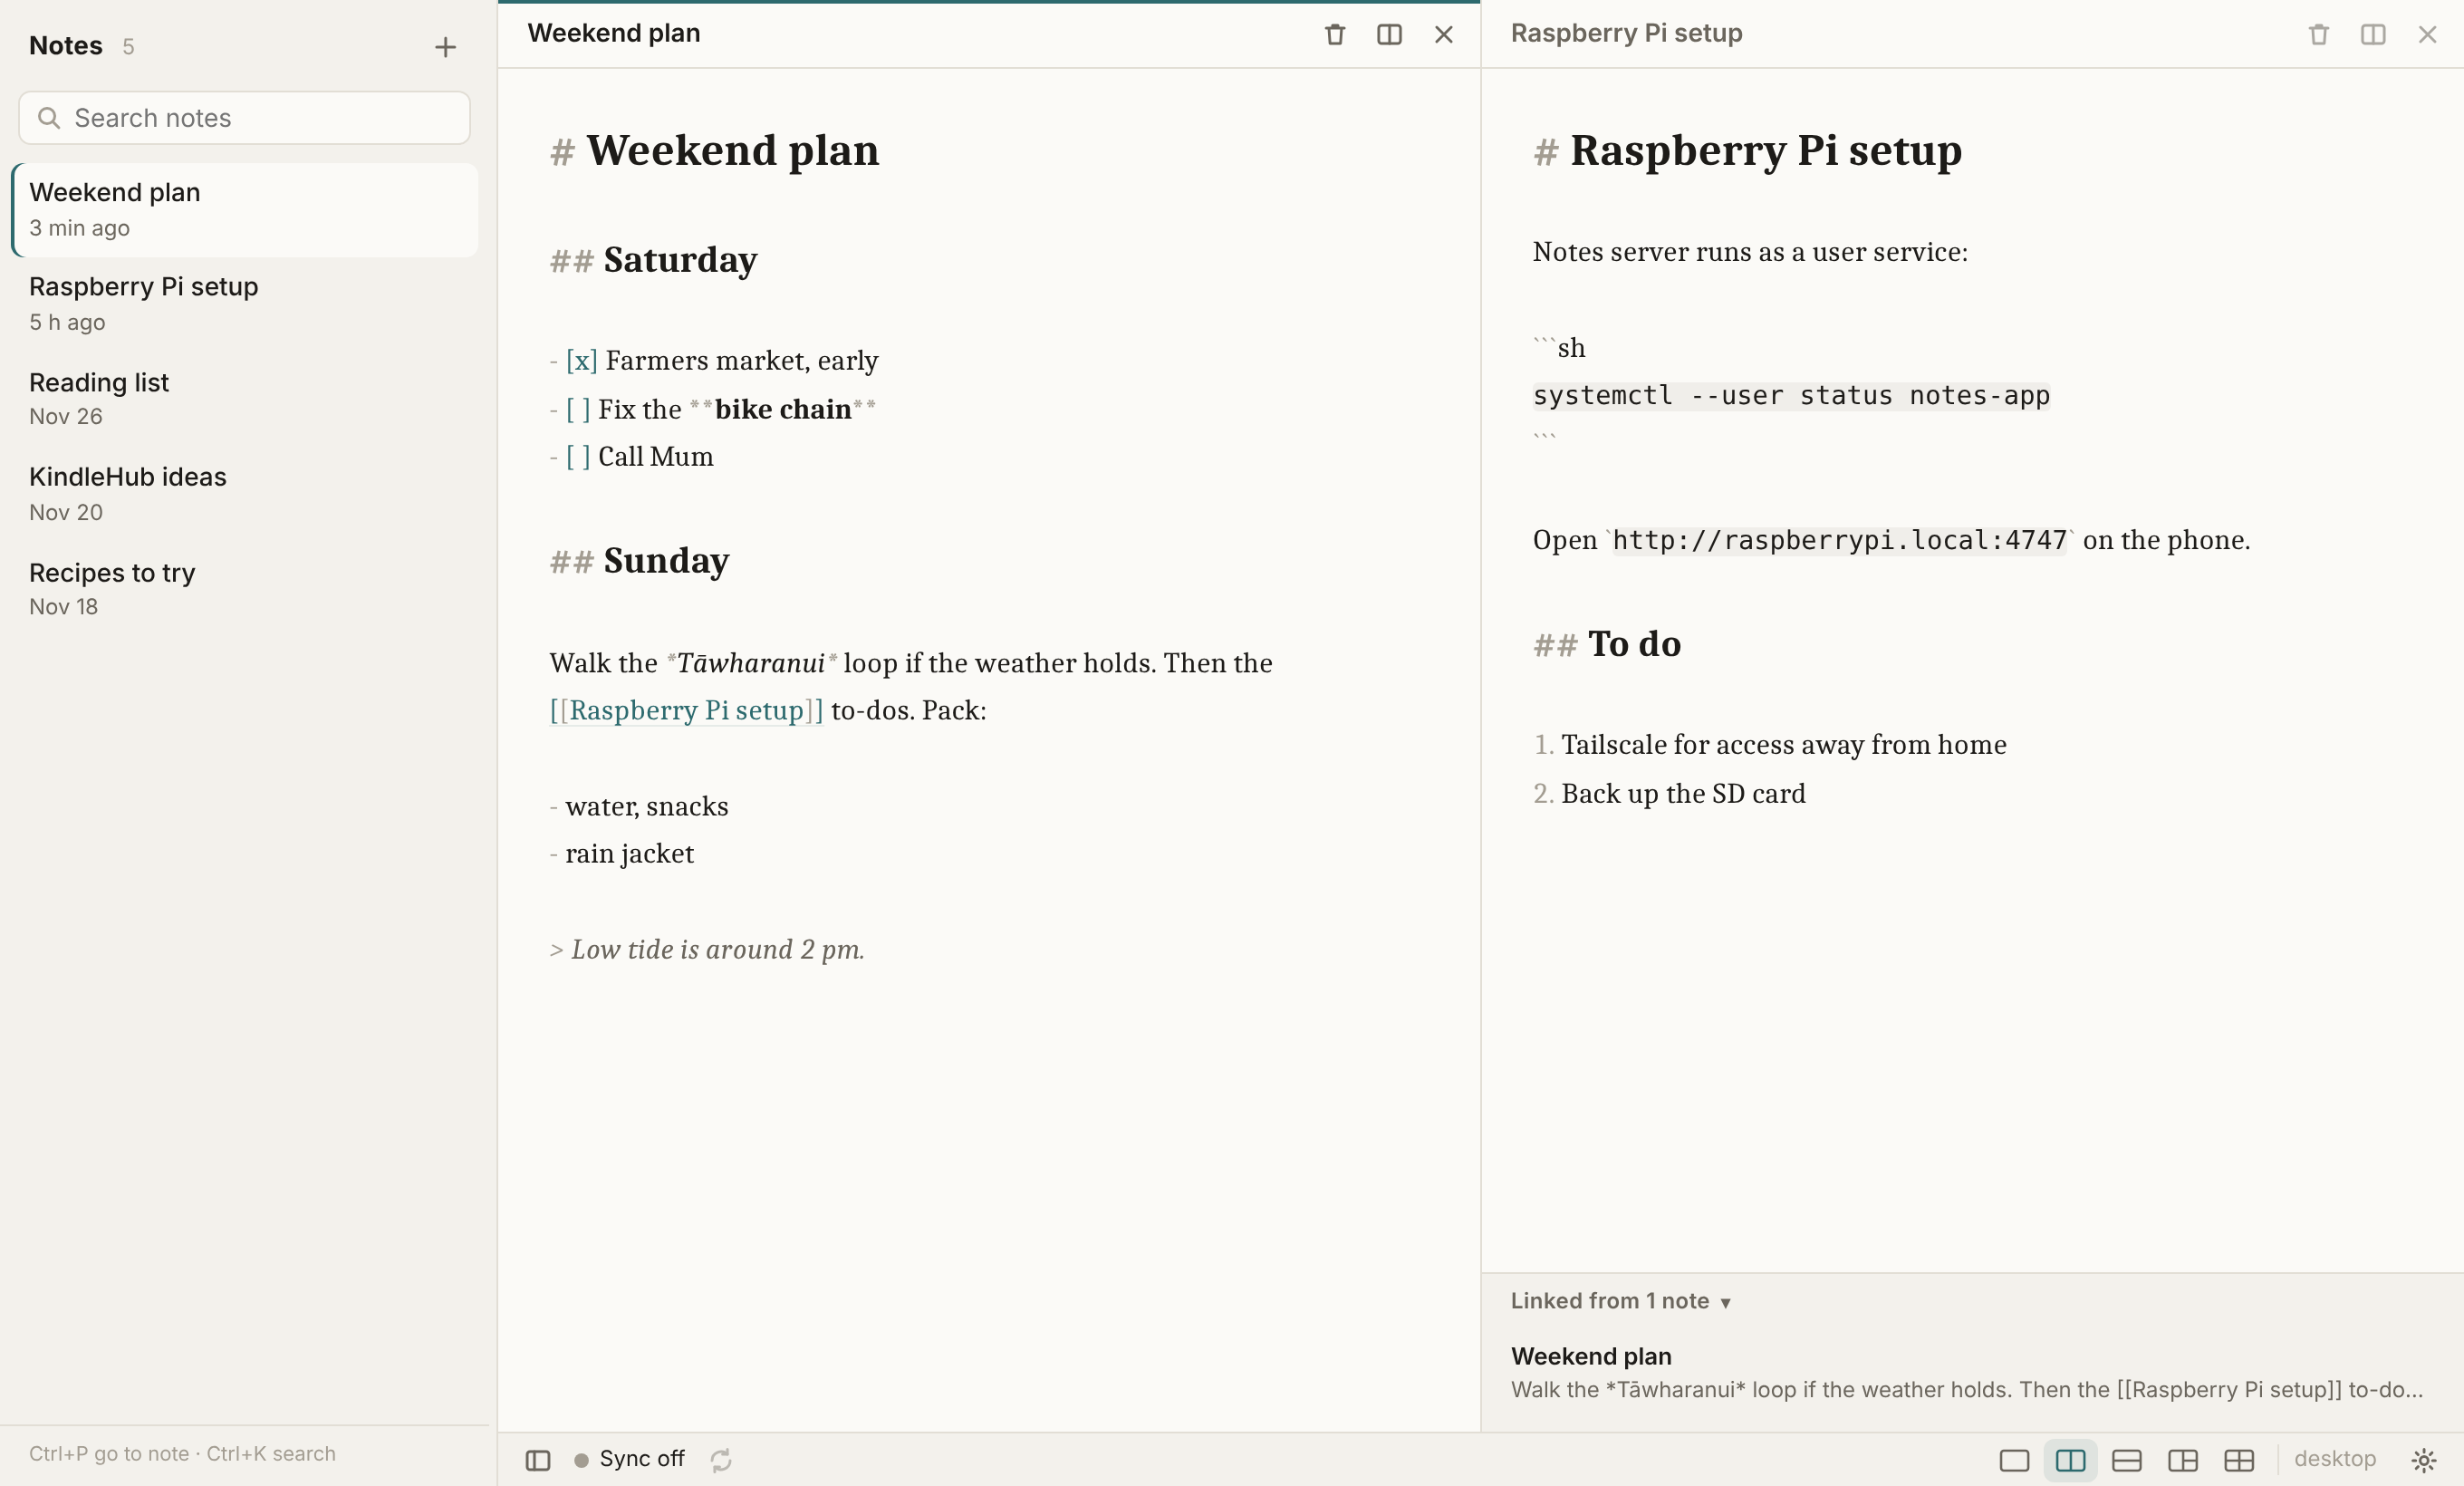 Notes 5
Search notes
Weekend plan
3 min ago
Raspberry Pi setup
5 h ago
Reading list
Nov 26
KindleHub ideas
Nov 20
Recipes to try
Nov 18
Ctrl+P go to note · Ctrl+K search
Weekend plan
# Weekend plan
## Saturday
- [x] Farmers market, early
- [ ] Fix the **bike chain**
- [ ] Call Mum
## Sunday
Walk the *Tāwharanui* loop if the weather holds. Then the
[[Raspberry Pi setup]] to-dos. Pack:
- water, snacks
- rain jacket
> Low tide is around 2 pm.
Raspberry Pi setup
# Raspberry Pi setup
Notes server runs as a user service:
```sh
systemctl --user status notes-app
```
Open `http://raspberrypi.local:4747` on the phone.
## To do
1. Tailscale for access away from home
2. Back up the SD card
Linked from 1 note ▾
Weekend plan
Walk the *Tāwharanui* loop if the weather holds. Then the [[Raspberry Pi setup]] to-do...
Sync off
desktop